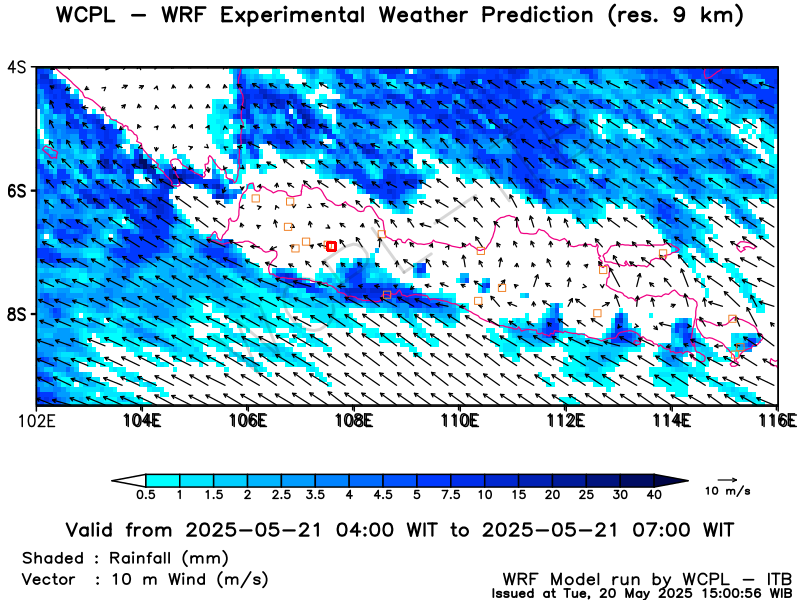 WCPL – WRF Experimental Weather Prediction (res. 9 km)
4S
6S
8S
102E 104E 106E 108E 110E 112E 114E 116E
0.5 1 1.5 2 2.5 3.5 4 4.5 5 7.5 10 15 20 25 30 40
10 m/s
Valid from 2025–05–21 04:00 WIT to 2025–05–21 07:00 WIT
Shaded : Rainfall (mm)
Vector : 10 m Wind (m/s)
WRF Model run by WCPL – ITB
Issued at Tue, 20 May 2025 15:00:56 WIB